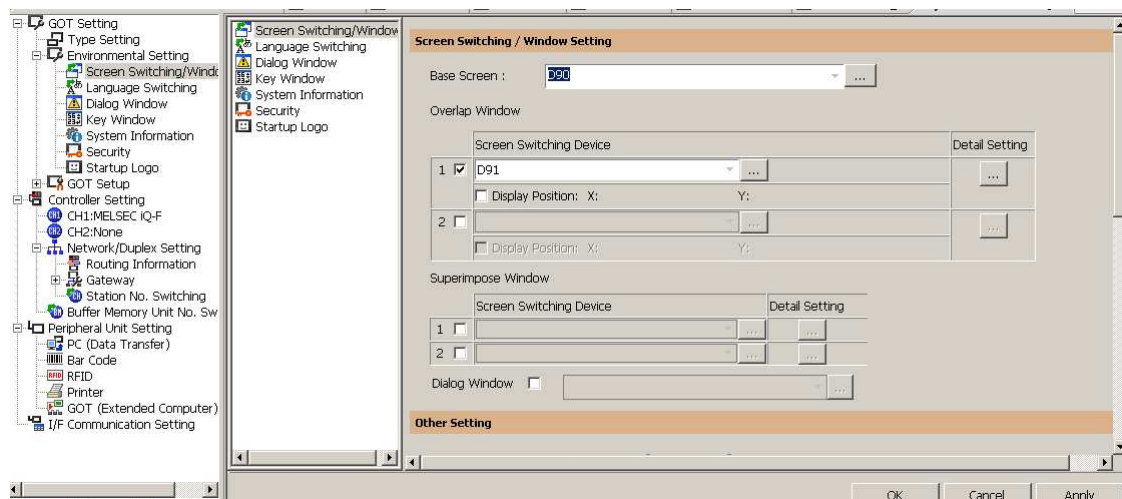 GOT Setting
Type Setting
Environmental Setting
Screen Switching/Windo
Language Switching
Dialog Window
Key Window
System Information
Security
Startup Logo
GOT Setup
Controller Setting
CH1:MELSEC iQ-F
CH2:None
Network/Duplex Setting
Routing Information
Gateway
Station No. Switching
Buffer Memory Unit No. Sw
Peripheral Unit Setting
PC (Data Transfer)
Bar Code
RFID
Printer
GOT (Extended Computer)
I/F Communication Setting
Screen Switching/Window
Language Switching
Dialog Window
Key Window
System Information
Security
Startup Logo
Screen Switching / Window Setting
Base Screen : D90 ...
Overlap Window
Screen Switching Device Detail Setting
1 D91 ... ...
Display Position: X: Y:
2 ... ...
Display Position: X: Y:
Superimpose Window
Screen Switching Device Detail Setting
1 ... ...
2 ... ...
Dialog Window ...
Other Setting
OK Cancel Apply